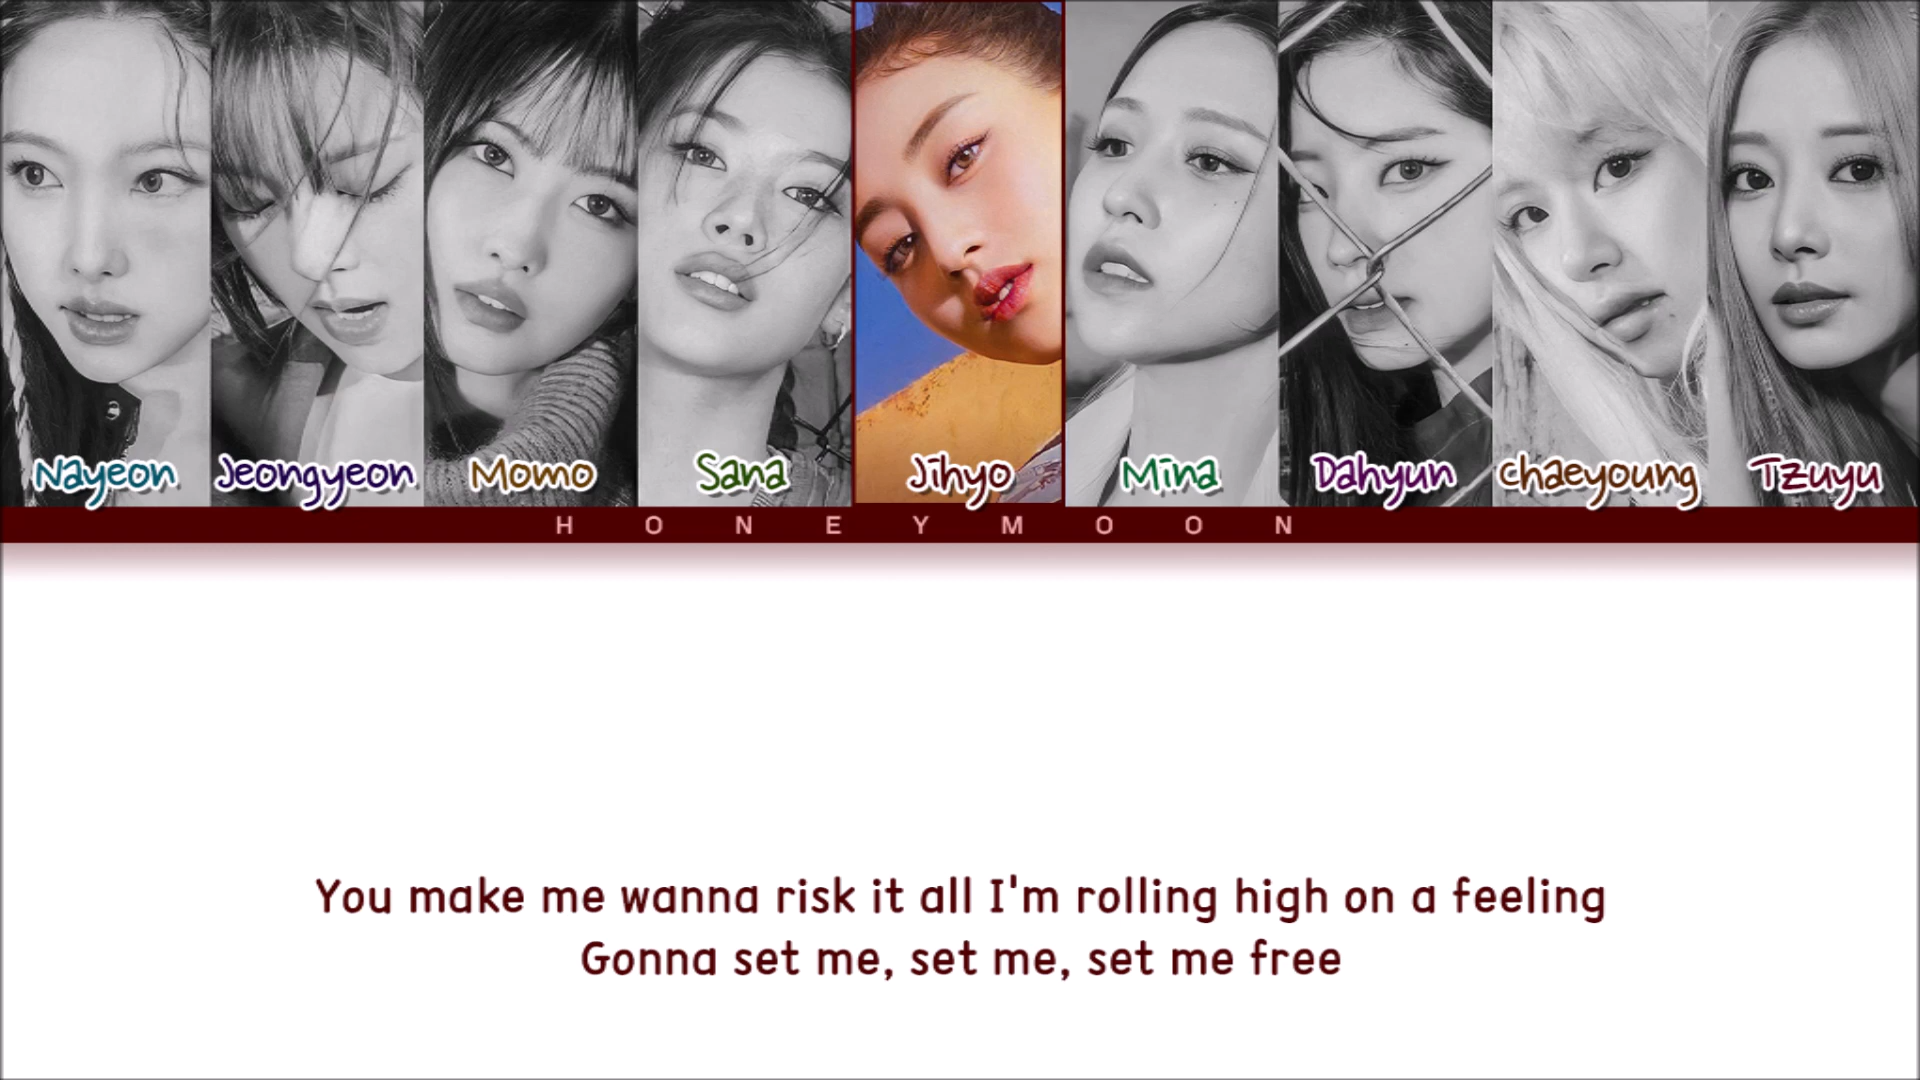 Nayeon Jeongyeon Momo Sana Jihyo Mina Dahyun Chaeyoung Tzuyu
HONEYMOON
You make me wanna risk it all I'm rolling high on a feeling
Gonna set me, set me, set me free